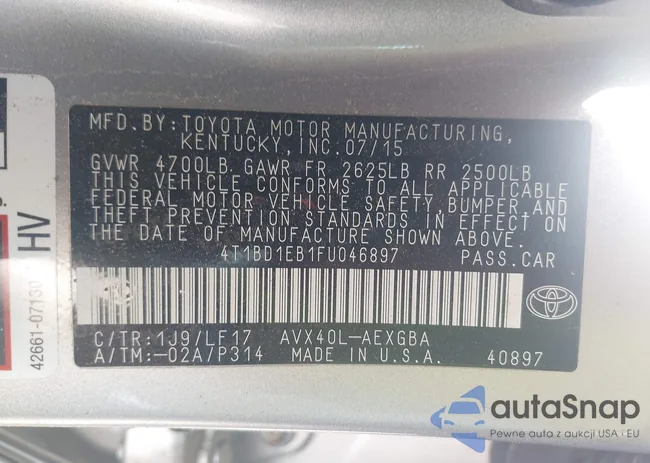 MFD.BY:TOYOTA MOTOR MANUFACTURING,
KENTUCKY,INC.07/15
GVWR 4700LB GAWR FR 2625LB RR 2500LB
THIS VEHICLE CONFORMS TO ALL APPLICABLE
FEDERAL MOTOR VEHICLE SAFETY,BUMPER AND
THEFT PREVENTION STANDARDS IN EFFECT ON
THE DATE OF MANUFACTURE SHOWN ABOVE.
4T1BD1EB1FU046897 PASS.CAR
C/TR:1J9/LF17 AVX40L-AEXGBA
A/TM:-02A/P314 MADE IN U.S.A. 40897
HV
42661-07130
autaSnap
Pewne auta z aukcji USA i EU